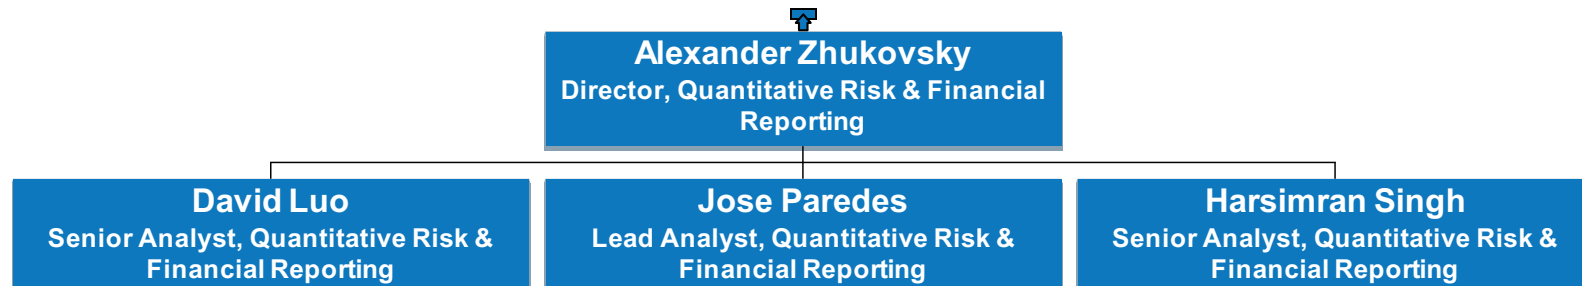 Alexander Zhukovsky
Director, Quantitative Risk & Financial
Reporting
David Luo
Senior Analyst, Quantitative Risk &
Financial Reporting
Jose Paredes
Lead Analyst, Quantitative Risk &
Financial Reporting
Harsimran Singh
Senior Analyst, Quantitative Risk &
Financial Reporting